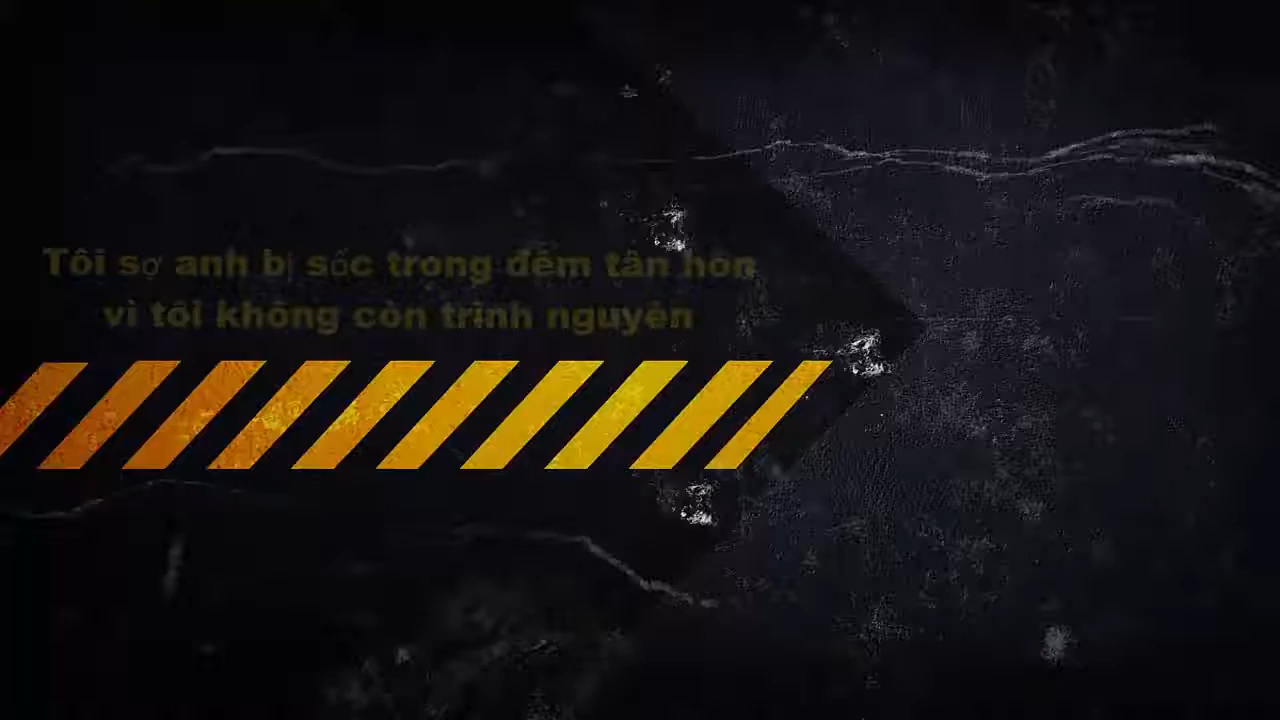 Tôi sợ anh bị sốc trong đêm tân hôn
vì tôi không còn trinh nguyên